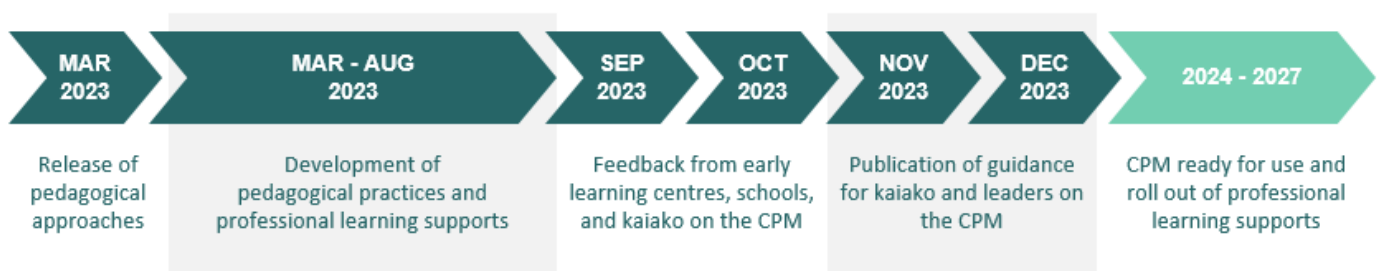 MAR
2023
MAR - AUG
2023
SEP
2023
OCT
2023
NOV
2023
DEC
2023
2024 - 2027
Release of
pedagogical
approaches
Development of
pedagogical practices and
professional learning supports
Feedback from early
learning centres, schools,
and kaiako on the CPM
Publication of guidance
for kaiako and leaders on
the CPM
CPM ready for use and
roll out of professional
learning supports